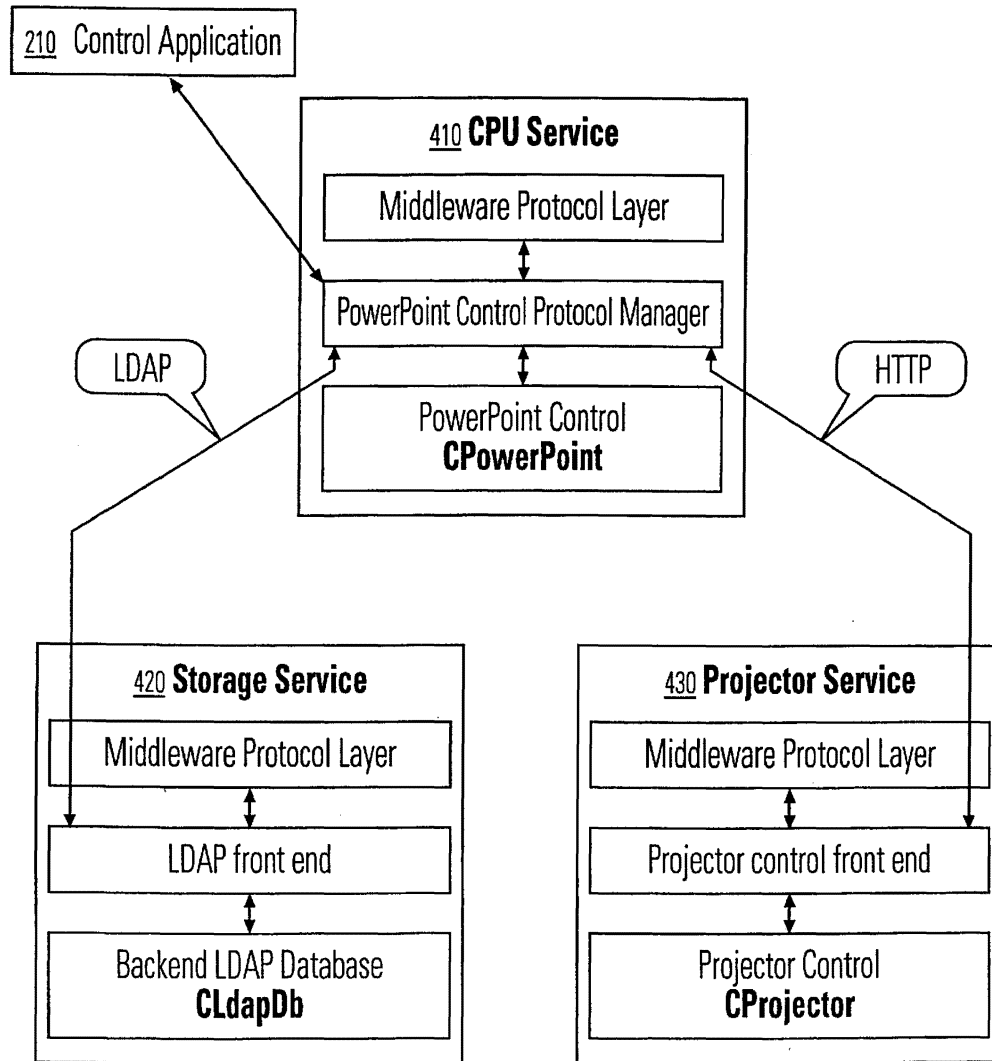 210 Control Application
410 CPU Service
Middleware Protocol Layer
PowerPoint Control Protocol Manager
PowerPoint Control
CPowerPoint
LDAP
HTTP
420 Storage Service
Middleware Protocol Layer
LDAP front end
Backend LDAP Database
CLdapDb
430 Projector Service
Middleware Protocol Layer
Projector control front end
Projector Control
CProjector